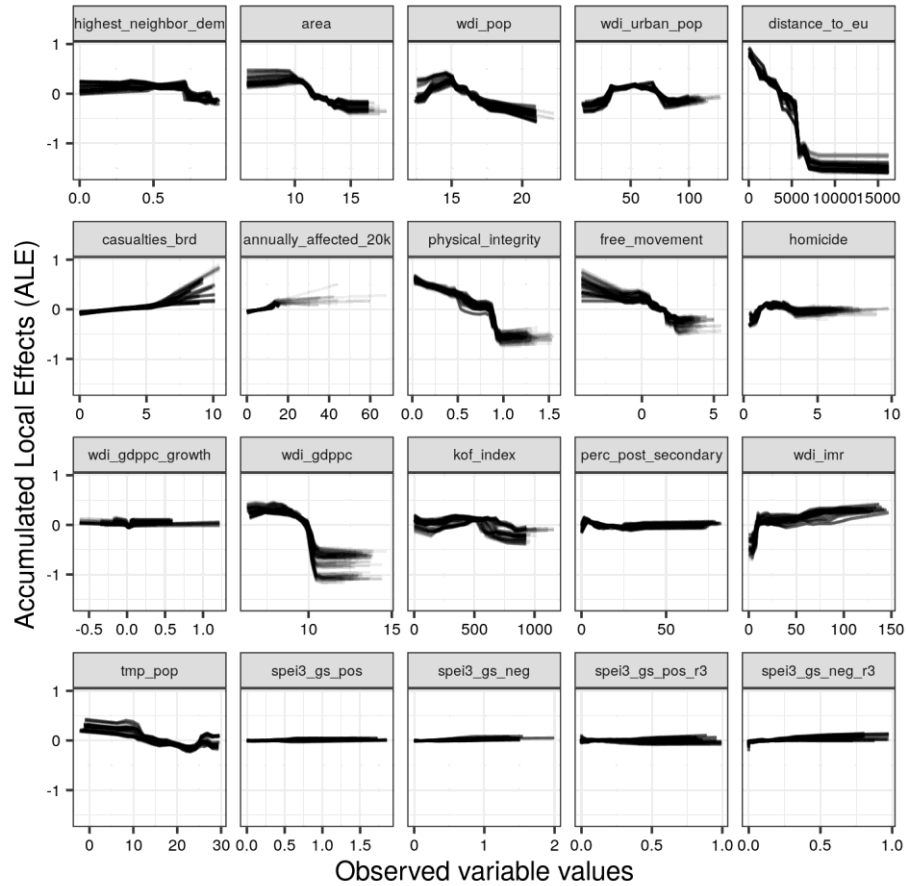 highest_neighbor_dem area wdi_pop wdi_urban_pop distance_to_eu
1
0
-1
0.0 0.5 10 15 15 20 50 100 0 5000 10000 15000
casualties_brd annually_affected_20k physical_integrity free_movement homicide
1
0
-1
0 5 10 0 20 40 60 0.0 0.5 1.0 1.5 0 5 0 5 10
wdi_gdppc_growth wdi_gdppc kof_index perc_post_secondary wdi_imr
1
0
-1
-0.5 0.0 0.5 1.0 10 15 0 500 1000 0 50 0 50 100 150
tmp_pop spei3_gs_pos spei3_gs_neg spei3_gs_pos_r3 spei3_gs_neg_r3
1
0
-1
0 10 20 30 0.0 0.5 1.0 1.5 0 1 2 0.0 0.5 1.0 0.0 0.5 1.0
Accumulated Local Effects (ALE)
Observed variable values